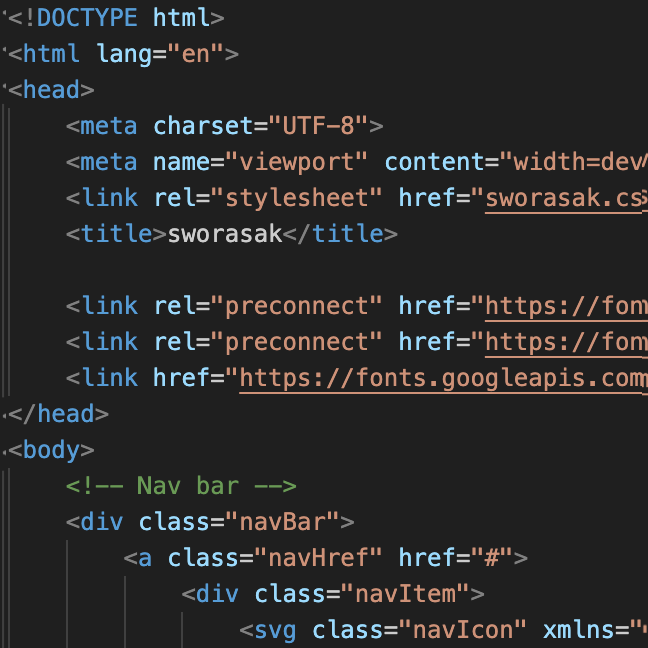 <!DOCTYPE html>
<html lang="en">
<head>
<meta charset="UTF-8">
<meta name="viewport" content="width=dev
<link rel="stylesheet" href="sworasak.cs
<title>sworasak</title>
<link rel="preconnect" href="https://fon
<link rel="preconnect" href="https://fon
<link href="https://fonts.googleapis.com
</head>
<body>
<!-- Nav bar -->
<div class="navBar">
<a class="navHref" href="#">
<div class="navItem">
<svg class="navIcon" xmlns="